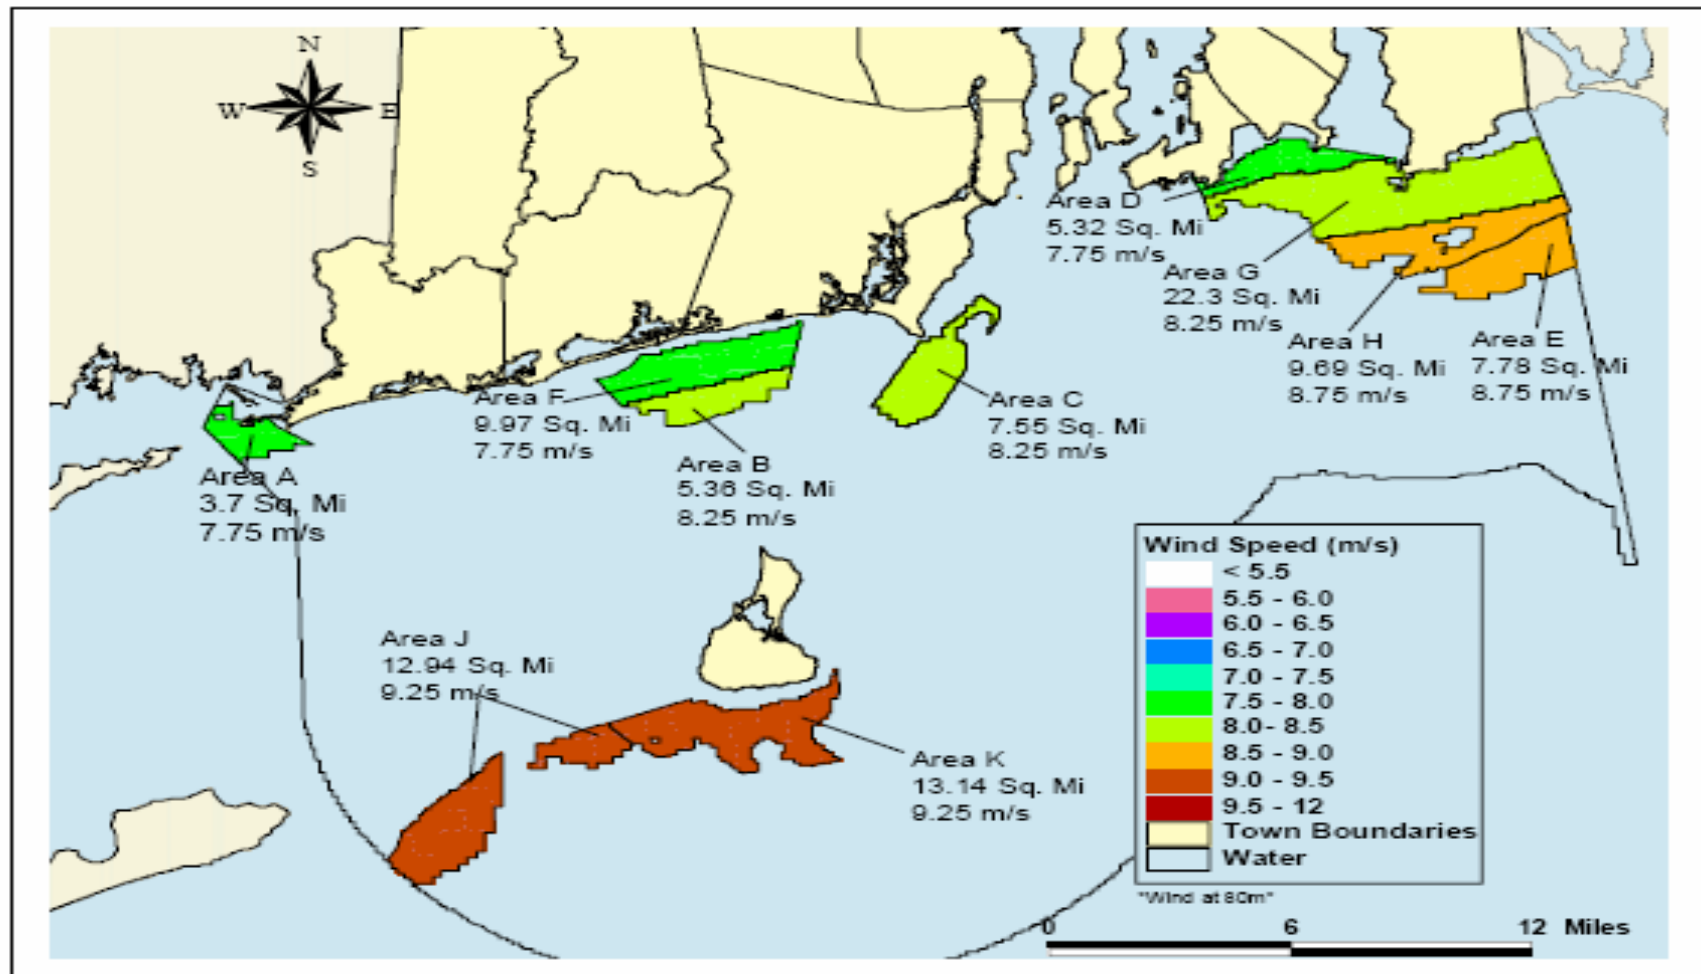 N
W E
S
Area D
5.32 Sq. Mi
7.75 m/s
Area G
22.3 Sq. Mi
8.25 m/s
Area H
9.69 Sq. Mi
8.75 m/s
Area E
7.78 Sq. Mi
8.75 m/s
Area F
9.97 Sq. Mi
7.75 m/s
Area C
7.55 Sq. Mi
8.25 m/s
Area B
5.36 Sq. Mi
8.25 m/s
Area A
3.7 Sq. Mi
7.75 m/s
Area J
12.94 Sq. Mi
9.25 m/s
Area K
13.14 Sq. Mi
9.25 m/s
Wind Speed (m/s)
< 5.5
5.5 - 6.0
6.0 - 6.5
6.5 - 7.0
7.0 - 7.5
7.5 - 8.0
8.0- 8.5
8.5 - 9.0
9.0 - 9.5
9.5 - 12
Town Boundaries
Water
*Wind at 80m*
0 6 12 Miles